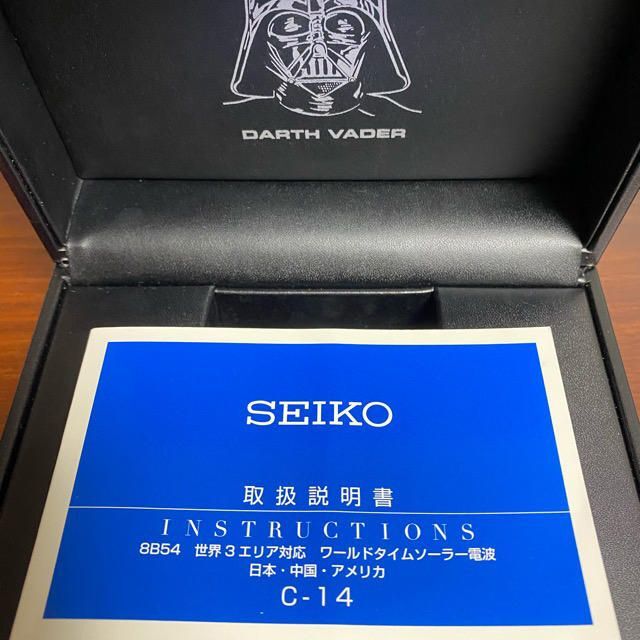 DARTH VADER
SEIKO
取扱説明書
INSTRUCTIONS
8B54 世界3エリア対応 ワールドタイムソーラー電波
日本・中国・アメリカ
C-14